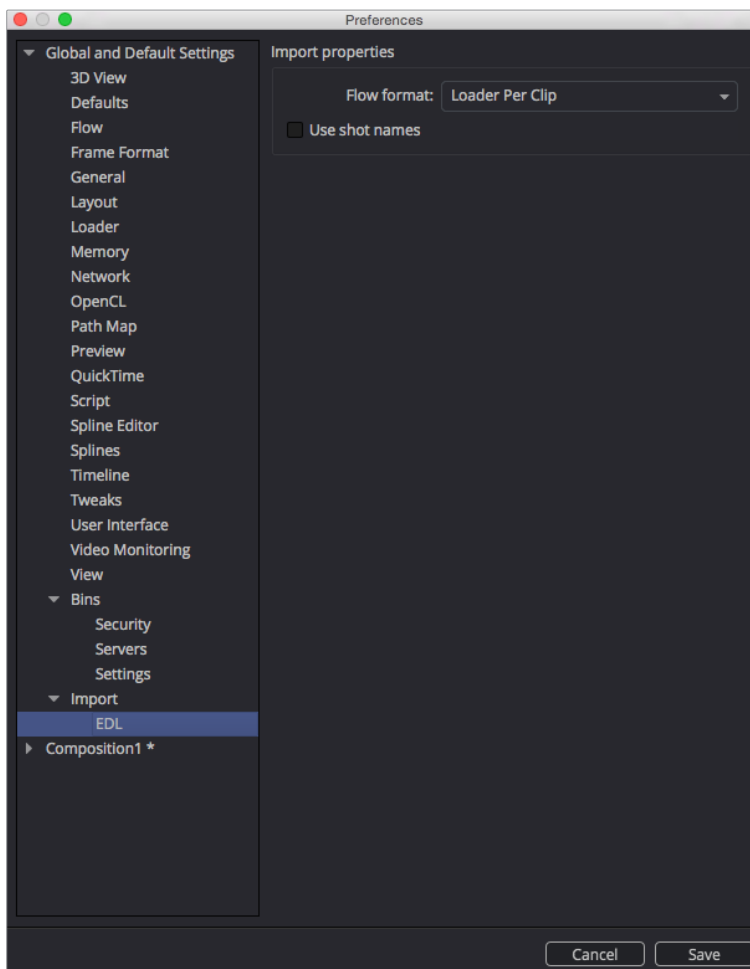 Preferences
Global and Default Settings
3D View
Defaults
Flow
Frame Format
General
Layout
Loader
Memory
Network
OpenCL
Path Map
Preview
QuickTime
Script
Spline Editor
Splines
Timeline
Tweaks
User Interface
Video Monitoring
View
Bins
Security
Servers
Settings
Import
EDL
Composition1 *
Import properties
Flow format: Loader Per Clip
Use shot names
Cancel Save